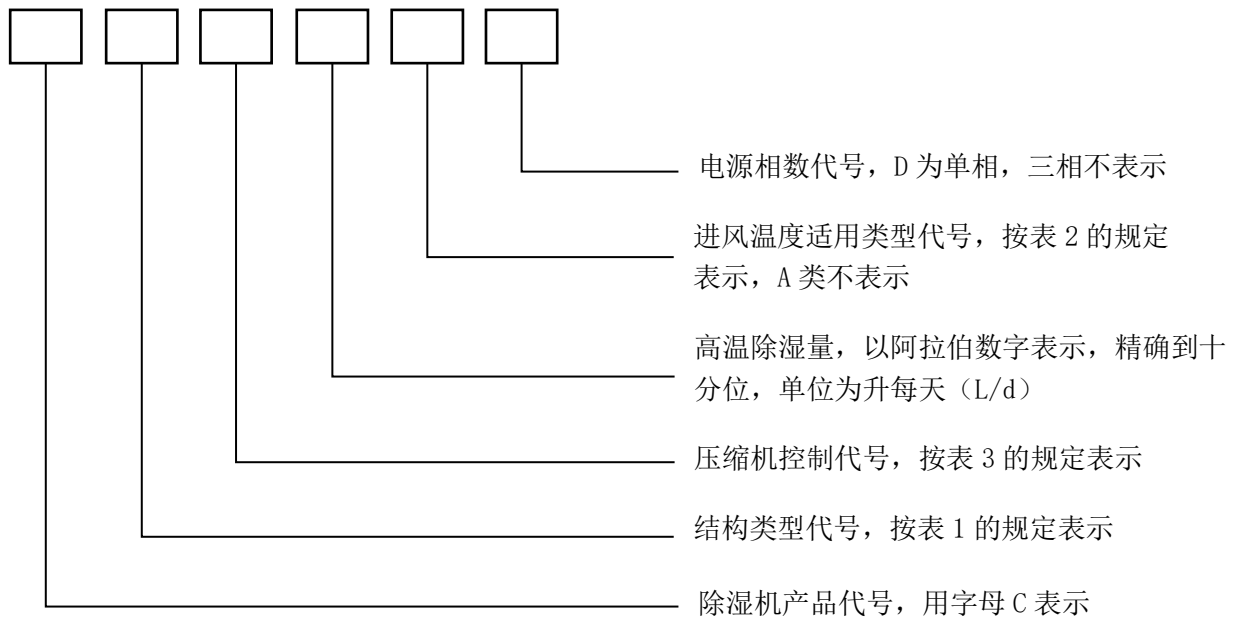 电源相数代号，D 为单相，三相不表示
进风温度适用类型代号，按表 2 的规定
表示，A 类不表示
高温除湿量，以阿拉伯数字表示，精确到十
分位，单位为升每天（L/d）
压缩机控制代号，按表 3 的规定表示
结构类型代号，按表 1 的规定表示
除湿机产品代号，用字母 C 表示